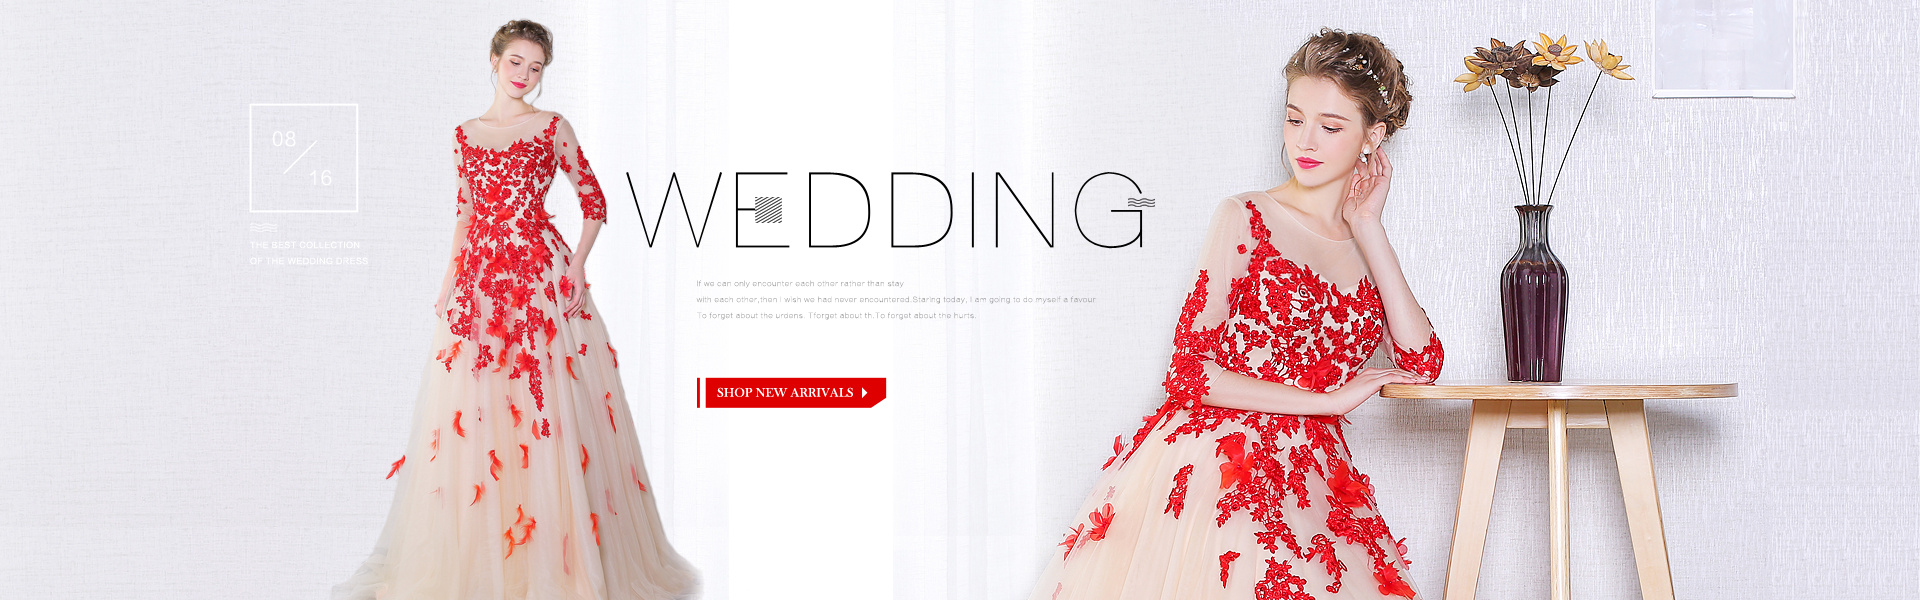 08
16
THE BEST COLLECTION
OF THE WEDDING DRESS
WEDDING
If we can only encounter each other rather than stay
with each other,then i wish we had never encountered.Staring today, I am going to do myself a favour
To forget about the urdens. Tforget about th.To forget about the hurts.
SHOP NEW ARRIVALS